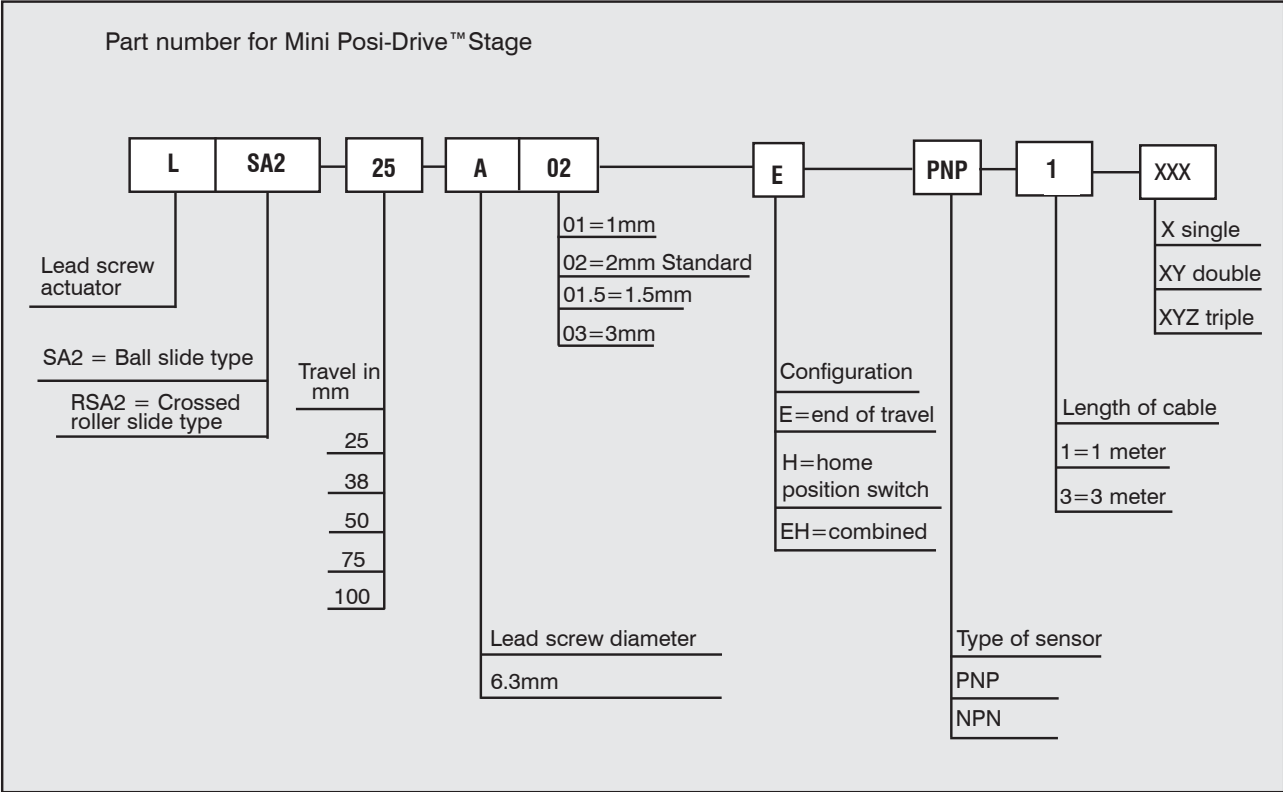 Part number for Mini Posi-Drive™Stage
L SA2 25 A 02 E PNP 1 XXX
Lead screw
actuator
SA2 = Ball slide type
RSA2 = Crossed
roller slide type
Travel in
mm
25
38
50
75
100
Lead screw diameter
6.3mm
01=1mm
02=2mm Standard
01.5=1.5mm
03=3mm
Configuration
E=end of travel
H=home
position switch
EH=combined
Type of sensor
PNP
NPN
Length of cable
1=1 meter
3=3 meter
X single
XY double
XYZ triple